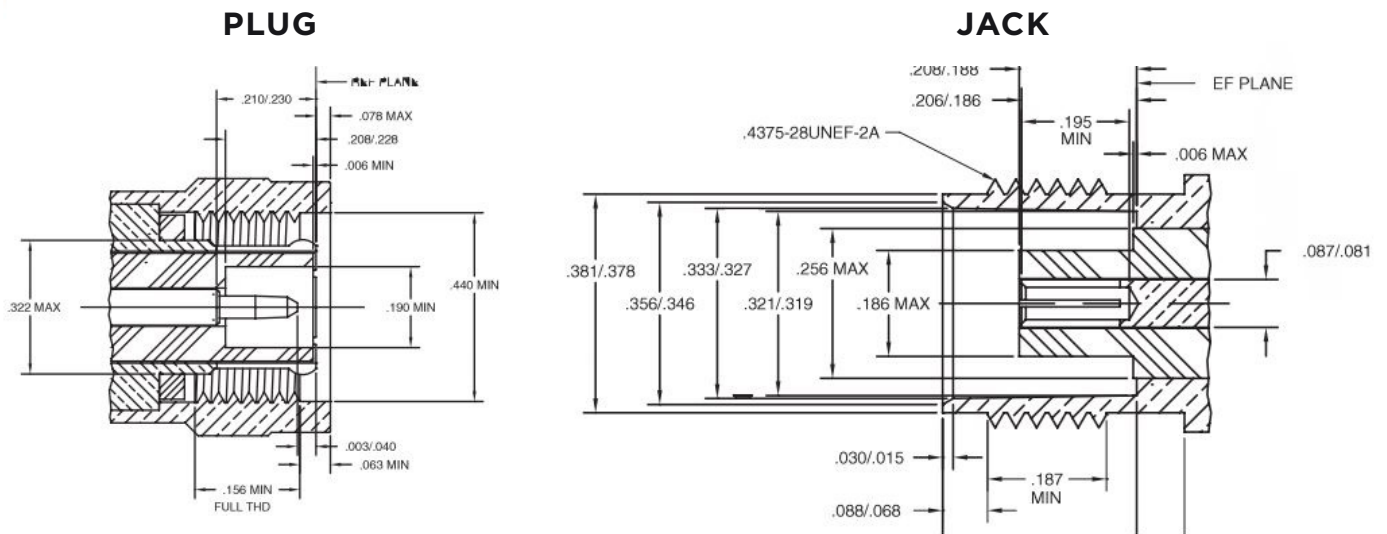 PLUG
JACK
REF PLANE
.210/.230
.078 MAX
.208/.228
.006 MIN
.322 MAX
.190 MIN
.440 MIN
.003/.040
.063 MIN
.156 MIN
FULL THD
.208/.188
EF PLANE
.206/.186
.195
MIN
.4375-28UNEF-2A
.006 MAX
.087/.081
.381/.378
.333/.327
.256 MAX
.356/.346
.321/.319
.186 MAX
.030/.015
.187
MIN
.088/.068